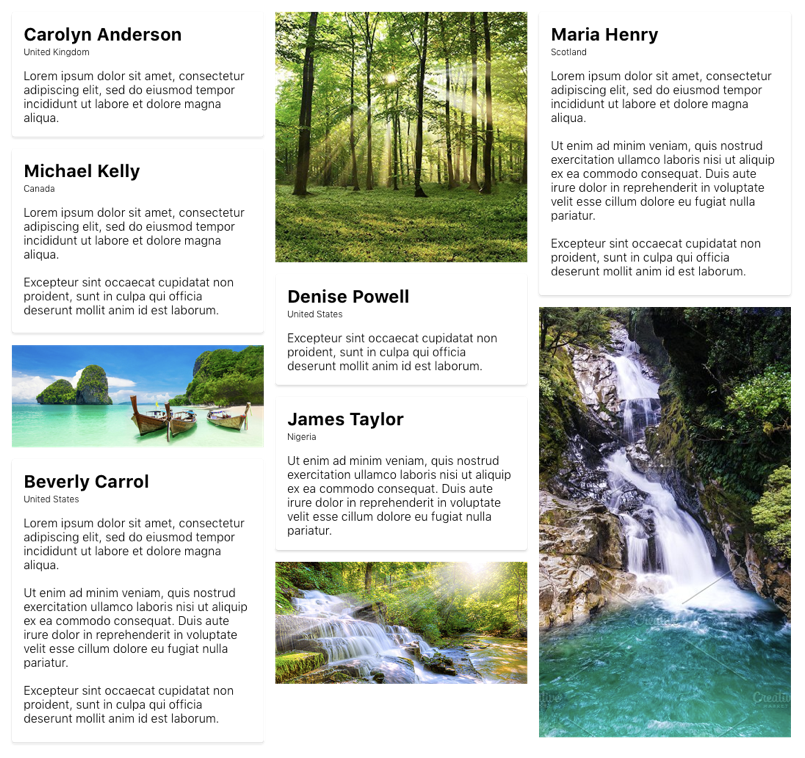 Carolyn Anderson
United Kingdom
Lorem ipsum dolor sit amet, consectetur
adipiscing elit, sed do eiusmod tempor
incididunt ut labore et dolore magna
aliqua.
Michael Kelly
Canada
Lorem ipsum dolor sit amet, consectetur
adipiscing elit, sed do eiusmod tempor
incididunt ut labore et dolore magna
aliqua.
Excepteur sint occaecat cupidatat non
proident, sunt in culpa qui officia
deserunt mollit anim id est laborum.
Beverly Carrol
United States
Lorem ipsum dolor sit amet, consectetur
adipiscing elit, sed do eiusmod tempor
incididunt ut labore et dolore magna
aliqua.
Ut enim ad minim veniam, quis nostrud
exercitation ullamco laboris nisi ut aliquip
ex ea commodo consequat. Duis aute
irure dolor in reprehenderit in voluptate
velit esse cillum dolore eu fugiat nulla
pariatur.
Excepteur sint occaecat cupidatat non
proident, sunt in culpa qui officia
deserunt mollit anim id est laborum.
Denise Powell
United States
Excepteur sint occaecat cupidatat non
proident, sunt in culpa qui officia
deserunt mollit anim id est laborum.
James Taylor
Nigeria
Ut enim ad minim veniam, quis nostrud
exercitation ullamco laboris nisi ut aliquip
ex ea commodo consequat. Duis aute
irure dolor in reprehenderit in voluptate
velit esse cillum dolore eu fugiat nulla
pariatur.
Maria Henry
Scotland
Lorem ipsum dolor sit amet, consectetur
adipiscing elit, sed do eiusmod tempor
incididunt ut labore et dolore magna
aliqua.
Ut enim ad minim veniam, quis nostrud
exercitation ullamco laboris nisi ut aliquip
ex ea commodo consequat. Duis aute
irure dolor in reprehenderit in voluptate
velit esse cillum dolore eu fugiat nulla
pariatur.
Excepteur sint occaecat cupidatat non
proident, sunt in culpa qui officia
deserunt mollit anim id est laborum.